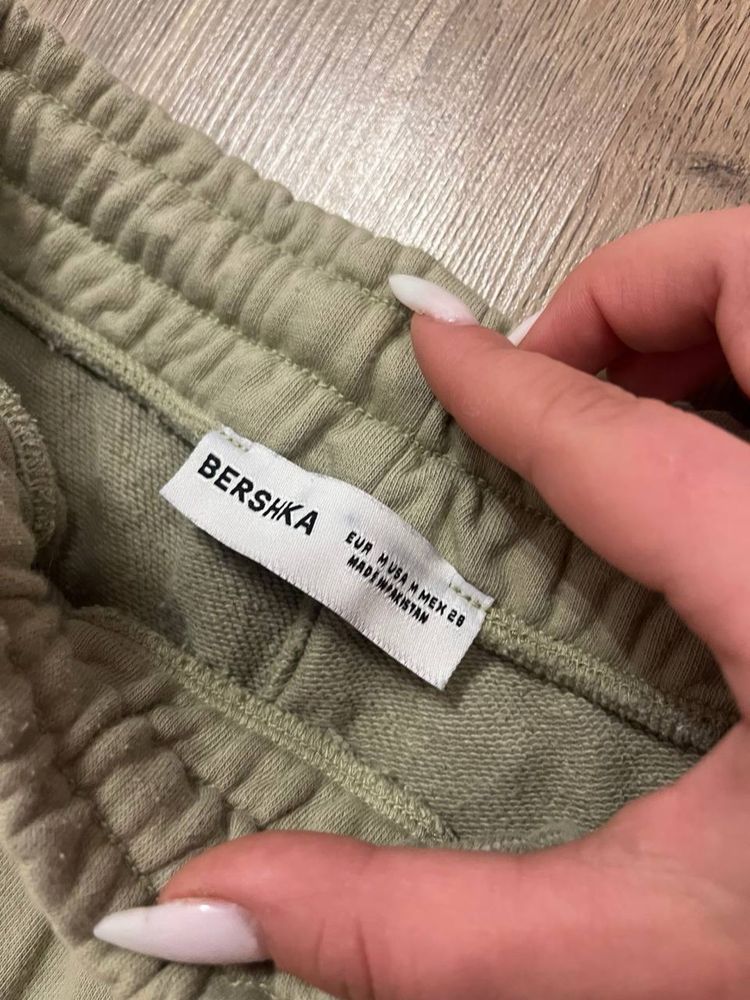 BERSHKA
EUR M USA M MEX 28
MADE IN PAKISTAN